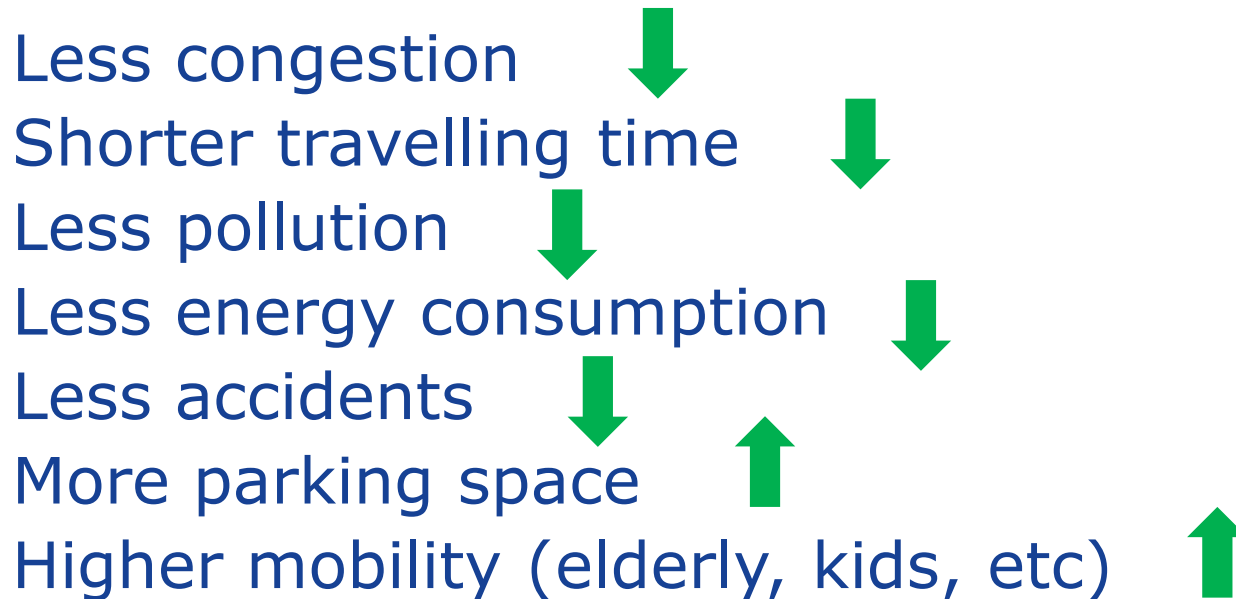 Less congestion
Shorter travelling time
Less pollution
Less energy consumption
Less accidents
More parking space
Higher mobility (elderly, kids, etc)